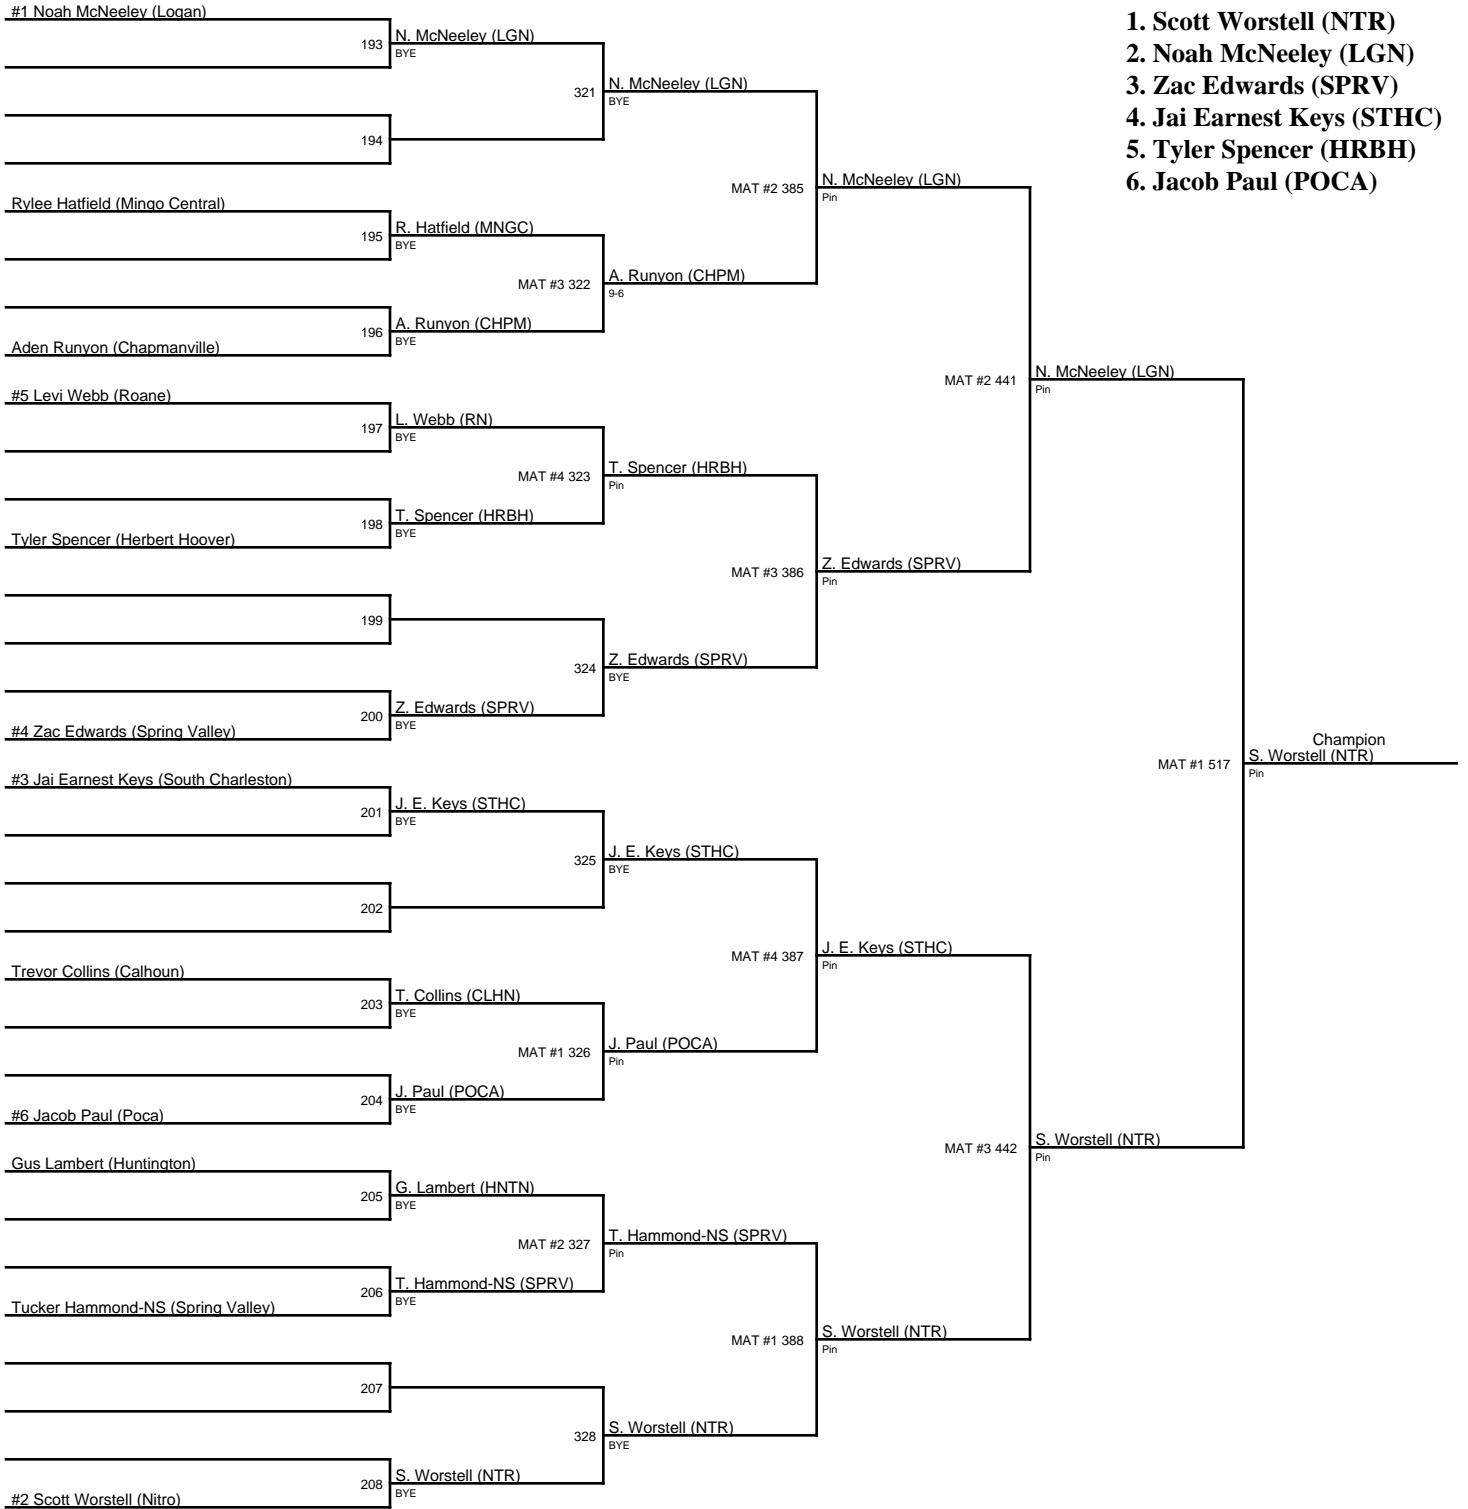 #1 Noah McNeeley (Logan)
1. Scott Worstell (NTR)
2. Noah McNeeley (LGN)
3. Zac Edwards (SPRV)
4. Jai Earnest Keys (STHC)
5. Tyler Spencer (HRBH)
6. Jacob Paul (POCA)
193
N. McNeeley (LGN)
BYE
321
N. McNeeley (LGN)
BYE
194
MAT #2 385
N. McNeeley (LGN)
Pin
Rylee Hatfield (Mingo Central)
195
R. Hatfield (MNGC)
BYE
MAT #3 322
A. Runyon (CHPM)
9-6
196
A. Runyon (CHPM)
BYE
Aden Runyon (Chapmanville)
MAT #2 441
N. McNeeley (LGN)
Pin
#5 Levi Webb (Roane)
197
L. Webb (RN)
BYE
MAT #4 323
T. Spencer (HRBH)
Pin
198
T. Spencer (HRBH)
BYE
Tyler Spencer (Herbert Hoover)
MAT #3 386
Z. Edwards (SPRV)
Pin
199
324
Z. Edwards (SPRV)
BYE
200
Z. Edwards (SPRV)
BYE
#4 Zac Edwards (Spring Valley)
Champion
MAT #1 517
S. Worstell (NTR)
Pin
#3 Jai Earnest Keys (South Charleston)
201
J. E. Keys (STHC)
BYE
325
J. E. Keys (STHC)
BYE
202
MAT #4 387
J. E. Keys (STHC)
Pin
Trevor Collins (Calhoun)
203
T. Collins (CLHN)
BYE
MAT #1 326
J. Paul (POCA)
Pin
204
J. Paul (POCA)
BYE
#6 Jacob Paul (Poca)
MAT #3 442
S. Worstell (NTR)
Pin
Gus Lambert (Huntington)
205
G. Lambert (HNTN)
BYE
MAT #2 327
T. Hammond-NS (SPRV)
Pin
206
T. Hammond-NS (SPRV)
BYE
Tucker Hammond-NS (Spring Valley)
MAT #1 388
S. Worstell (NTR)
Pin
207
328
S. Worstell (NTR)
BYE
208
S. Worstell (NTR)
BYE
#2 Scott Worstell (Nitro)